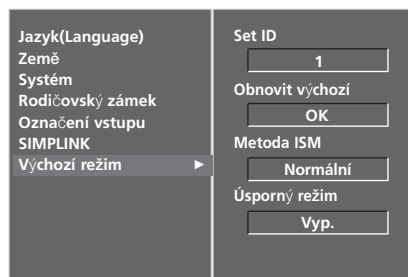 Jazyk(Language)
Země
Systém
Rodičovský zámek
Označení vstupu
SIMPLINK
Výchozí režim ►
Set ID
1
Obnovit výchozí
OK
Metoda ISM
Normální
Úsporný režim
Vyp.